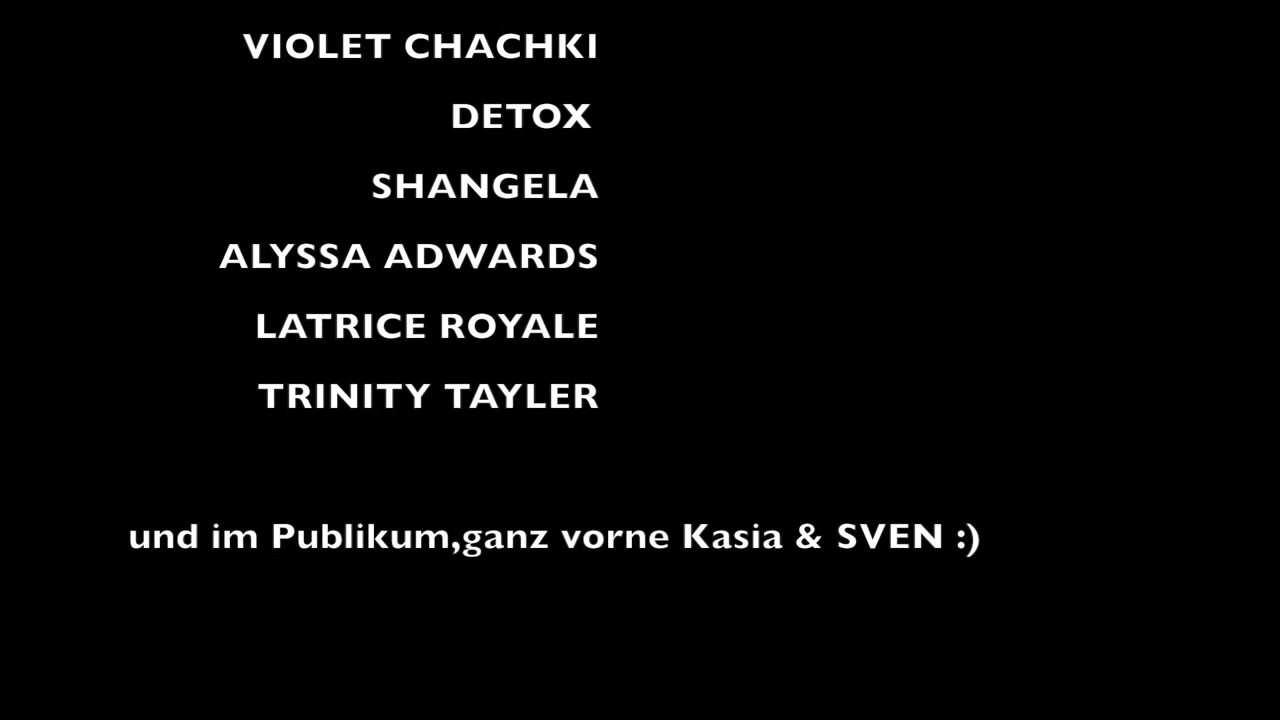 VIOLET CHACHKI
DETOX
SHANGELA
ALYSSA ADWARDS
LATRICE ROYALE
TRINITY TAYLER
und im Publikum,ganz vorne Kasia & SVEN :)